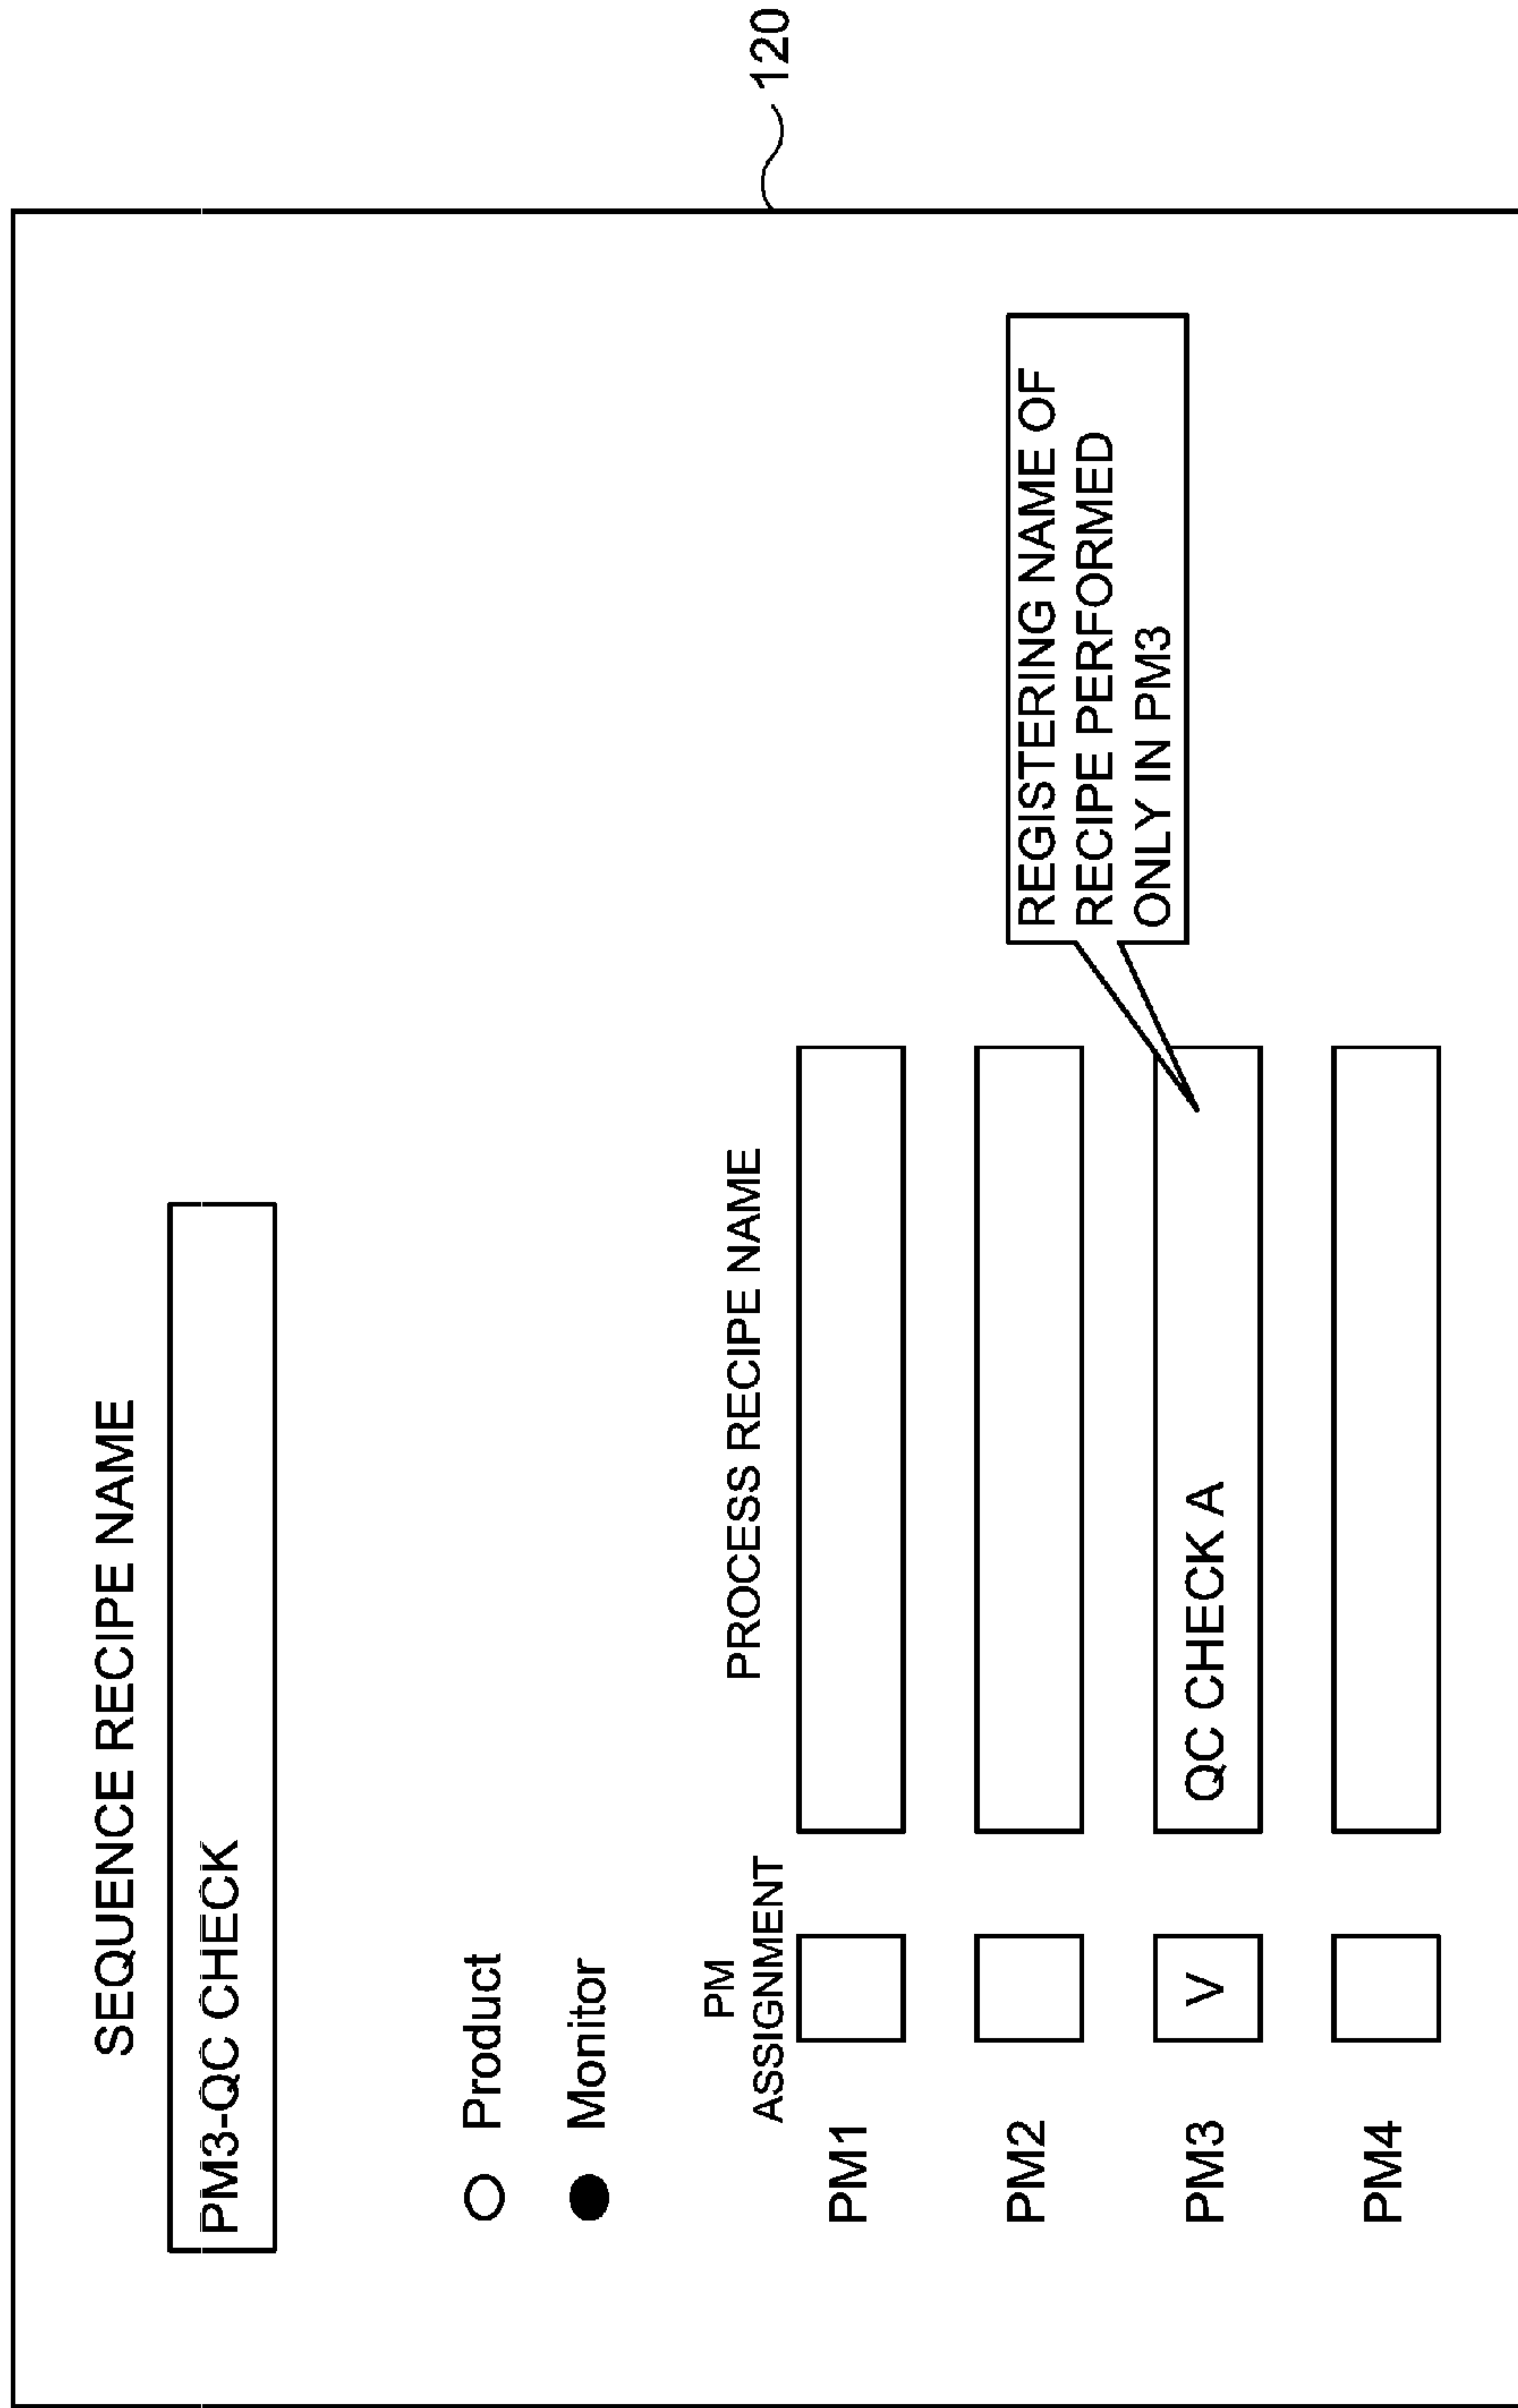 SEQUENCE RECIPE NAME
PM3-QC CHECK
Product
Monitor
PM
ASSIGNMENT
PROCESS RECIPE NAME
PM1
PM2
PM3
V
QC CHECK A
REGISTERING NAME OF
RECIPE PERFORMED
ONLY IN PM3
PM4
120